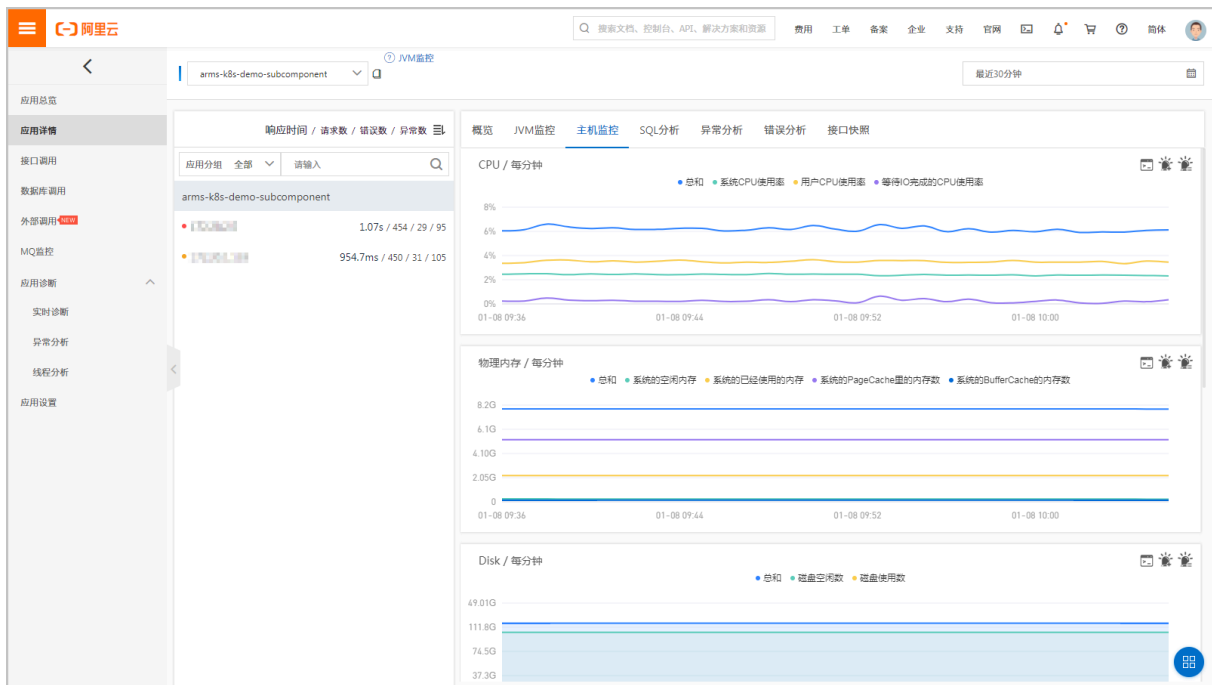 阿里云
搜索文档、控制台、API、解决方案和资源
费用 工单 备案 企业 支持 官网 简体
arms-k8s-demo-subcomponent
JVM监控
最近30分钟
应用总览
应用详情
接口调用
数据库调用
外部调用 NEW
MQ监控
应用诊断
实时诊断
异常分析
线程分析
应用设置
响应时间 / 请求数 / 错误数 / 异常数
应用分组 全部 请输入
arms-k8s-demo-subcomponent
1.07s / 454 / 29 / 95
954.7ms / 450 / 31 / 105
概览 JVM监控 主机监控 SQL分析 异常分析 错误分析 接口快照
CPU / 每分钟
总和 系统CPU使用率 用户CPU使用率 等待IO完成的CPU使用率
8%
6%
4%
2%
0%
01-08 09:36 01-08 09:44 01-08 09:52 01-08 10:00
物理内存 / 每分钟
总和 系统的空闲内存 系统的已经使用的内存 系统的PageCache里的内存数 系统的BufferCache的内存数
8.2G
6.1G
4.10G
2.05G
0
01-08 09:36 01-08 09:44 01-08 09:52 01-08 10:00
Disk / 每分钟
总和 磁盘空闲数 磁盘使用数
49.01G
111.8G
74.5G
37.3G